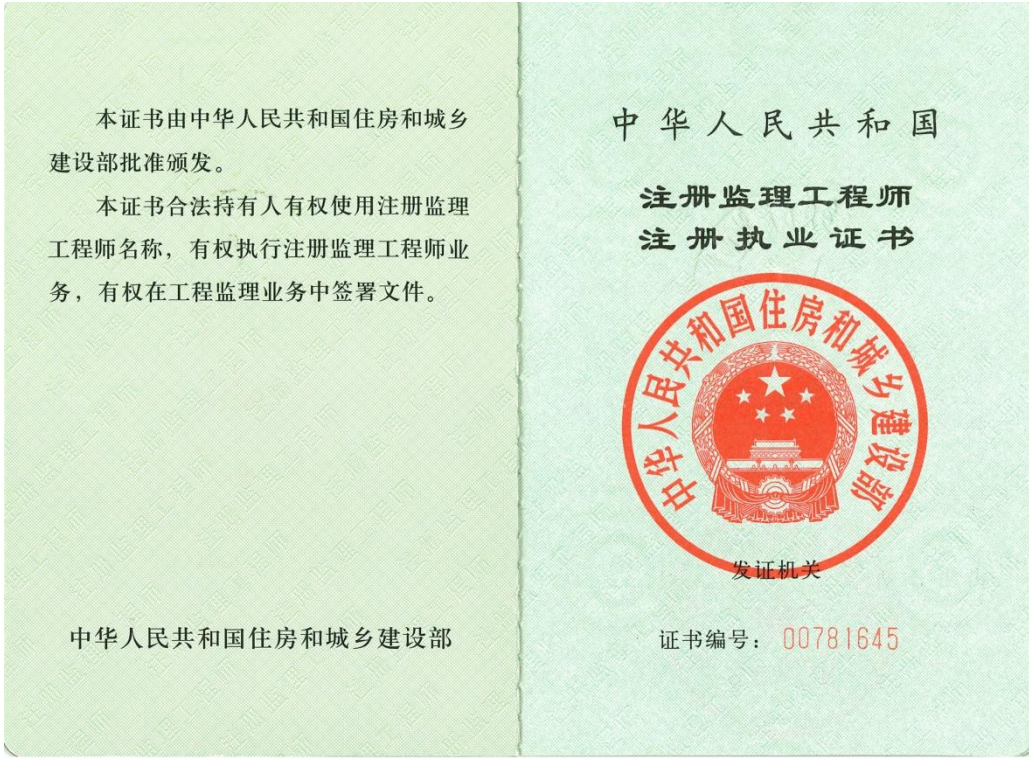 本证书由中华人民共和国住房和城乡
建设部批准颁发。
本证书合法持有人有权使用注册监理
工程师名称，有权执行注册监理工程师业
务，有权在工程监理业务中签署文件。
中华人民共和国住房和城乡建设部
中华人民共和国
注册监理工程师
注册执业证书
中华人民共和国住房和城乡建设部
发证机关
证书编号：00781645